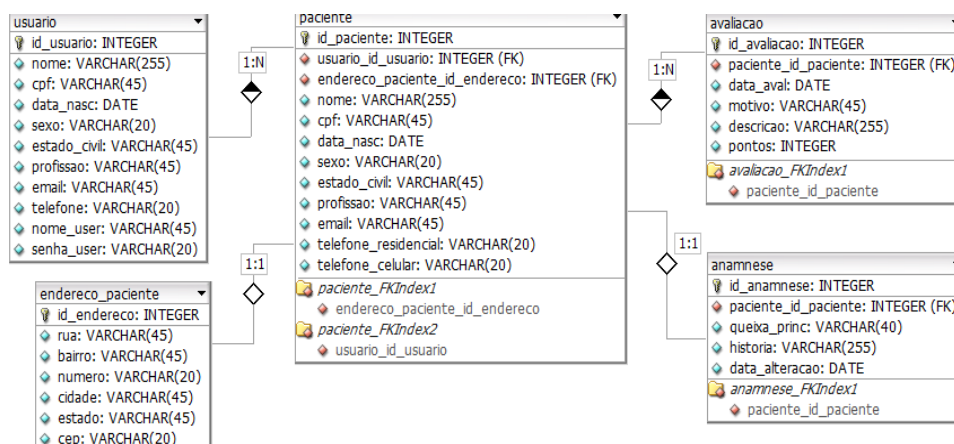 usuario
id_usuario: INTEGER
nome: VARCHAR(255)
cpf: VARCHAR(45)
data_nasc: DATE
sexo: VARCHAR(20)
estado_civil: VARCHAR(45)
profissao: VARCHAR(45)
email: VARCHAR(45)
telefone: VARCHAR(20)
nome_user: VARCHAR(45)
senha_user: VARCHAR(20)
1:N
paciente
id_paciente: INTEGER
usuario_id_usuario: INTEGER (FK)
endereco_paciente_id_endereco: INTEGER (FK)
nome: VARCHAR(255)
cpf: VARCHAR(45)
data_nasc: DATE
sexo: VARCHAR(20)
estado_civil: VARCHAR(45)
profissao: VARCHAR(45)
email: VARCHAR(45)
telefone_residencial: VARCHAR(20)
telefone_celular: VARCHAR(20)
paciente_FKIndex1
endereco_paciente_id_endereco
paciente_FKIndex2
usuario_id_usuario
1:N
avaliacao
id_avaliacao: INTEGER
paciente_id_paciente: INTEGER (FK)
data_aval: DATE
motivo: VARCHAR(45)
descricao: VARCHAR(255)
pontos: INTEGER
avaliacao_FKIndex1
paciente_id_paciente
1:1
endereco_paciente
id_endereco: INTEGER
rua: VARCHAR(45)
bairro: VARCHAR(45)
numero: VARCHAR(20)
cidade: VARCHAR(45)
estado: VARCHAR(45)
cep: VARCHAR(20)
1:1
anamnese
id_anamnese: INTEGER
paciente_id_paciente: INTEGER (FK)
queixa_princ: VARCHAR(40)
historia: VARCHAR(255)
data_alteracao: DATE
anamnese_FKIndex1
paciente_id_paciente